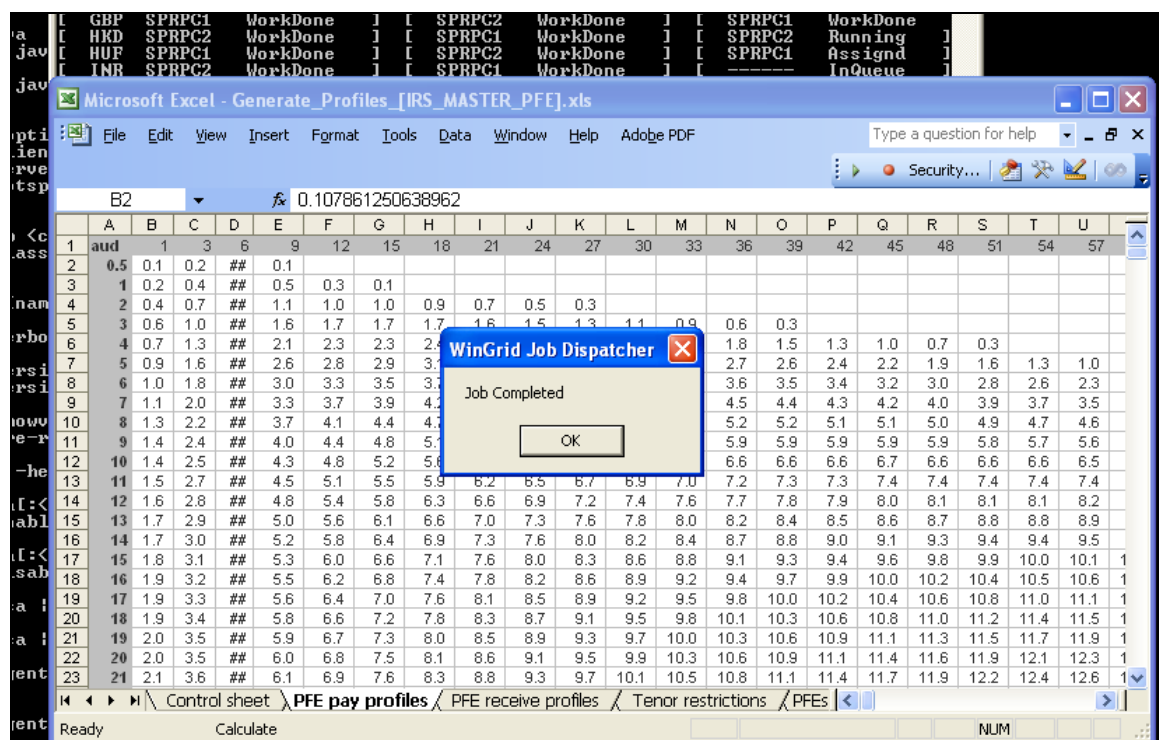 [ GBP SPRPC1 WorkDone ] [ SPRPC2 WorkDone ] [ SPRPC1 WorkDone
[ HKD SPRPC2 WorkDone ] [ SPRPC1 WorkDone ] [ SPRPC2 Running ]
jav [ HUF SPRPC1 WorkDone ] [ SPRPC2 WorkDone ] [ SPRPC1 Assignd ]
[ INR SPRPC2 WorkDone ] [ SPRPC1 WorkDone ] [ ------ InQueue ]
jav
Microsoft Excel - Generate_Profiles_[IRS_MASTER_PFE].xls
File Edit View Insert Format Tools Data Window Help Adobe PDF Type a question for help
Security...
B2 fx 0.107861250638962
A B C D E F G H I J K L M N O P Q R S T U
1 aud 1 3 6 9 12 15 18 21 24 27 30 33 36 39 42 45 48 51 54 57
2 0.5 0.1 0.2 ## 0.1
3 1 0.2 0.4 ## 0.5 0.3 0.1
4 2 0.4 0.7 ## 1.1 1.0 1.0 0.9 0.7 0.5 0.3
5 3 0.6 1.0 ## 1.6 1.7 1.7 1.7 1.6 1.5 1.3 1.1 0.9 0.6 0.3
6 4 0.7 1.3 ## 2.1 2.3 2.3 1.8 1.5 1.3 1.0 0.7 0.3
7 5 0.9 1.6 ## 2.6 2.8 2.9 2.7 2.6 2.4 2.2 1.9 1.6 1.3 1.0
8 6 1.0 1.8 ## 3.0 3.3 3.5 3.6 3.5 3.4 3.2 3.0 2.8 2.6 2.3
9 7 1.1 2.0 ## 3.3 3.7 3.9 4.5 4.4 4.3 4.2 4.0 3.9 3.7 3.5
10 8 1.3 2.2 ## 3.7 4.1 4.4 5.2 5.2 5.1 5.1 5.0 4.9 4.7 4.6
11 9 1.4 2.4 ## 4.0 4.4 4.8 5.9 5.9 5.9 5.9 5.9 5.8 5.7 5.6
12 10 1.4 2.5 ## 4.3 4.8 5.2 6.6 6.6 6.6 6.7 6.6 6.6 6.6 6.5
13 11 1.5 2.7 ## 4.5 5.1 5.5 5.9 6.2 6.5 6.7 6.9 7.0 7.2 7.3 7.3 7.4 7.4 7.4 7.4 7.4
14 12 1.6 2.8 ## 4.8 5.4 5.8 6.3 6.6 6.9 7.2 7.4 7.6 7.7 7.8 7.9 8.0 8.1 8.1 8.1 8.2
15 13 1.7 2.9 ## 5.0 5.6 6.1 6.6 7.0 7.3 7.6 7.8 8.0 8.2 8.4 8.5 8.6 8.7 8.8 8.8 8.9
16 14 1.7 3.0 ## 5.2 5.8 6.4 6.9 7.3 7.6 8.0 8.2 8.4 8.7 8.8 9.0 9.1 9.3 9.4 9.4 9.5
17 15 1.8 3.1 ## 5.3 6.0 6.6 7.1 7.6 8.0 8.3 8.6 8.8 9.1 9.3 9.4 9.6 9.8 9.9 10.0 10.1
18 16 1.9 3.2 ## 5.5 6.2 6.8 7.4 7.8 8.2 8.6 8.9 9.2 9.4 9.7 9.9 10.0 10.2 10.4 10.5 10.6
19 17 1.9 3.3 ## 5.6 6.4 7.0 7.6 8.1 8.5 8.9 9.2 9.5 9.8 10.0 10.2 10.4 10.6 10.8 11.0 11.1
20 18 1.9 3.4 ## 5.8 6.6 7.2 7.8 8.3 8.7 9.1 9.5 9.8 10.1 10.3 10.6 10.8 11.0 11.2 11.4 11.5
21 19 2.0 3.5 ## 5.9 6.7 7.3 8.0 8.5 8.9 9.3 9.7 10.0 10.3 10.6 10.9 11.1 11.3 11.5 11.7 11.9
22 20 2.0 3.5 ## 6.0 6.8 7.5 8.1 8.6 9.1 9.5 9.9 10.3 10.6 10.9 11.1 11.4 11.6 11.9 12.1 12.3
23 21 2.1 3.6 ## 6.1 6.9 7.6 8.3 8.8 9.3 9.7 10.1 10.5 10.8 11.1 11.4 11.7 11.9 12.2 12.4 12.6
WinGrid Job Dispatcher
Job Completed
OK
Control sheet PFE pay profiles PFE receive profiles Tenor restrictions PFEs
Ready Calculate NUM